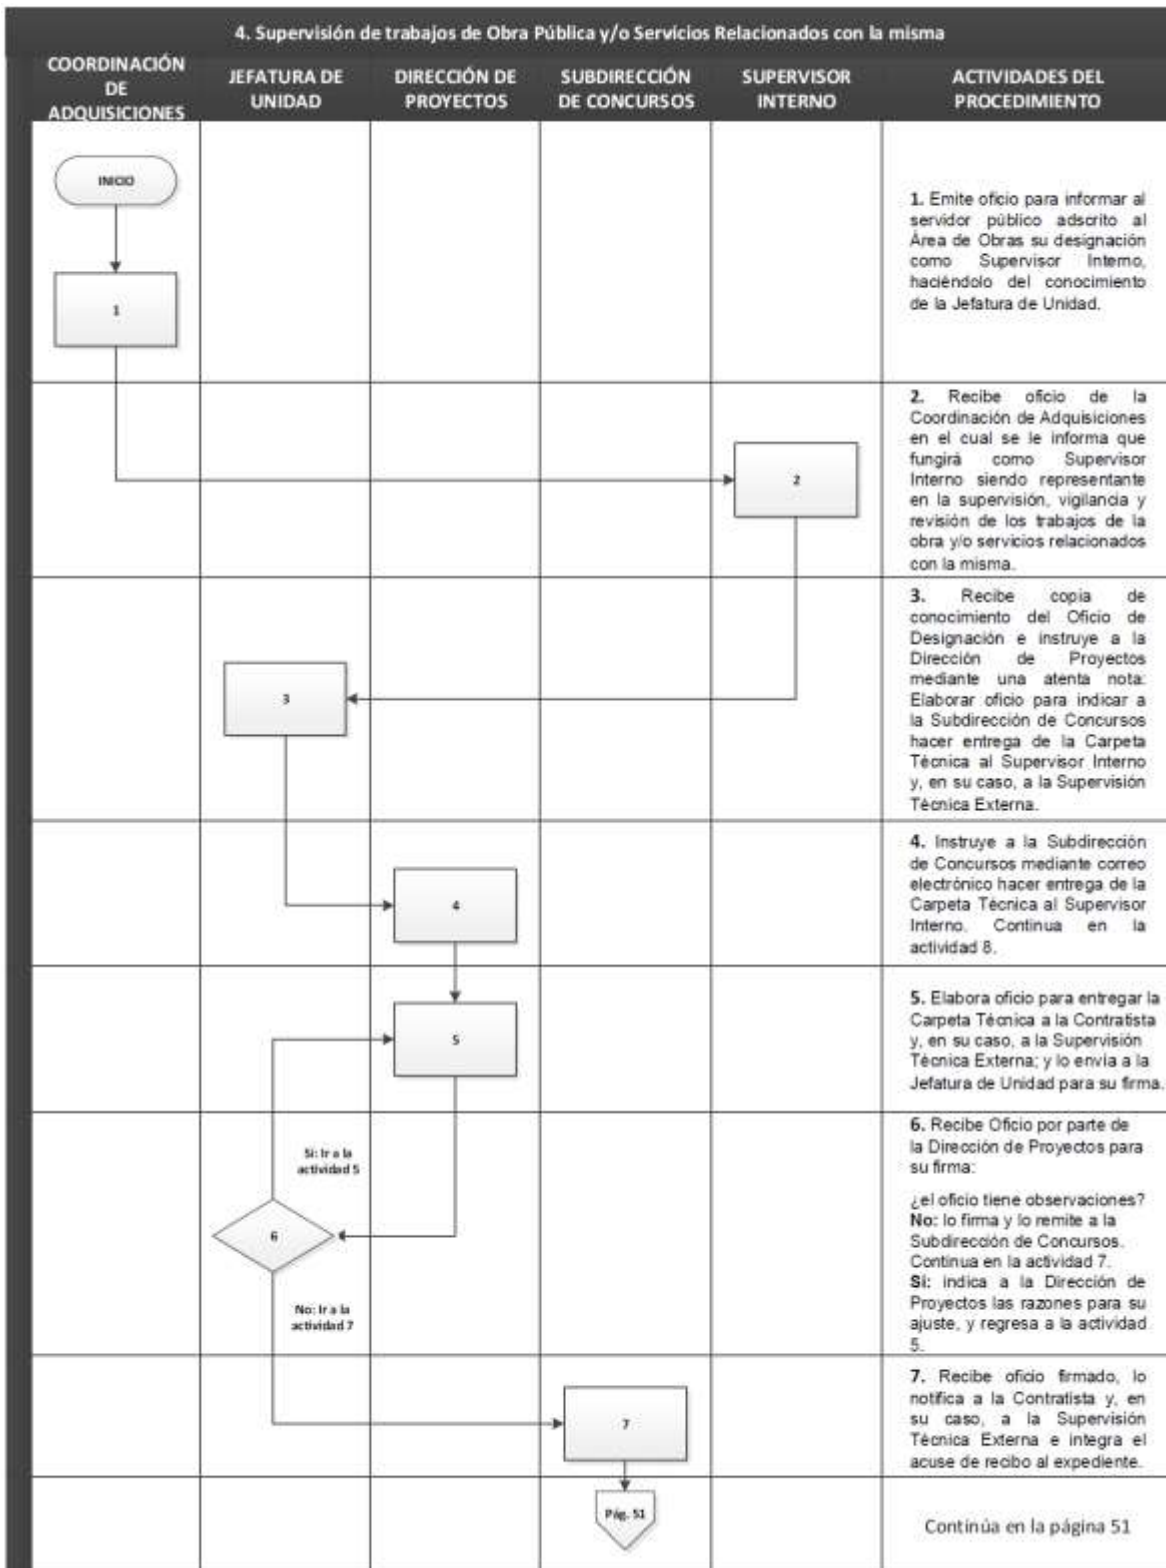 4. Supervisión de trabajos de Obra Pública y/o Servicios Relacionados con la misma
COORDINACIÓN
DE
ADQUISICIONES
JEFATURA DE
UNIDAD
DIRECCIÓN DE
PROYECTOS
SUBDIRECCIÓN
DE CONCURSOS
SUPERVISOR
INTERNO
ACTIVIDADES DEL
PROCEDIMIENTO
INICIO
1
1. Emite oficio para informar al
servidor público adscrito al
Área de Obras su designación
como Supervisor Interno,
haciéndolo del conocimiento
de la Jefatura de Unidad.
2
2. Recibe oficio de la
Coordinación de Adquisiciones
en el cual se le informa que
fungirá como Supervisor
Interno siendo representante
en la supervisión, vigilancia y
revisión de los trabajos de la
obra y/o servicios relacionados
con la misma.
3
3. Recibe copia de
conocimiento del Oficio de
Designación e instruye a la
Dirección de Proyectos
mediante una atenta nota:
Elaborar oficio para indicar a
la Subdirección de Concursos
hacer entrega de la Carpeta
Técnica al Supervisor Interno
y, en su caso, a la Supervisión
Técnica Externa.
4
4. Instruye a la Subdirección
de Concursos mediante correo
electrónico hacer entrega de la
Carpeta Técnica al Supervisor
Interno. Continua en la
actividad 8.
5
5. Elabora oficio para entregar la
Carpeta Técnica a la Contratista
y, en su caso, a la Supervisión
Técnica Externa; y lo envía a la
Jefatura de Unidad para su firma.
Si: Ir a la
actividad 5
6
No: Ir a la
actividad 7
6. Recibe Oficio por parte de
la Dirección de Proyectos para
su firma:
¿el oficio tiene observaciones?
No: lo firma y lo remite a la
Subdirección de Concursos.
Continua en la actividad 7.
Sí: indica a la Dirección de
Proyectos las razones para su
ajuste, y regresa a la actividad
5.
7
7. Recibe oficio firmado, lo
notifica a la Contratista y, en
su caso, a la Supervisión
Técnica Externa e integra el
acuse de recibo al expediente.
Pág. 51
Continúa en la página 51